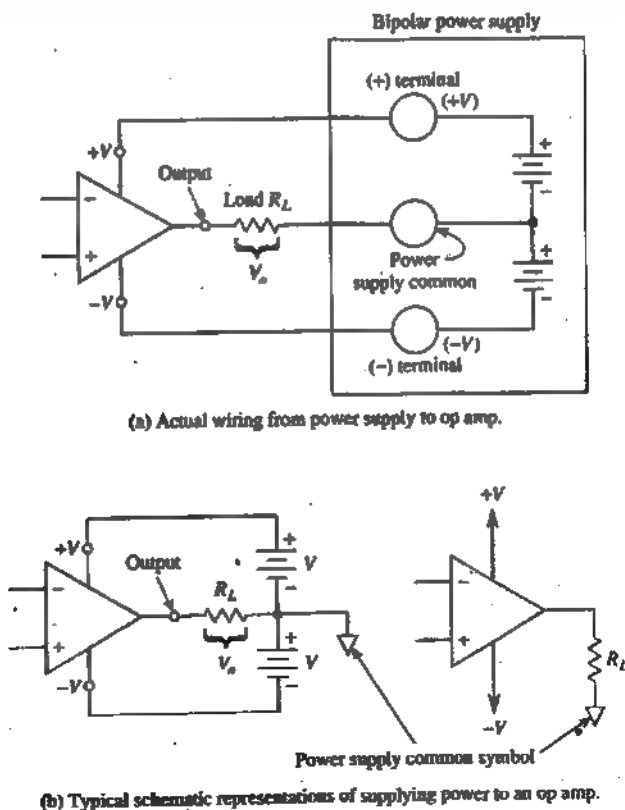 Bipolar power supply
(+) terminal
(+V)
+V
Output
Load R_L
−
+
V_o
Power
supply common
−V
(−V)
(−) terminal
+
−
+
−
(a) Actual wiring from power supply to op amp.
+V
Output
R_L
−
+
V_o
−V
+
V
−
+
V
−
+V
−
+
R_L
−V
Power supply common symbol
(b) Typical schematic representations of supplying power to an op amp.